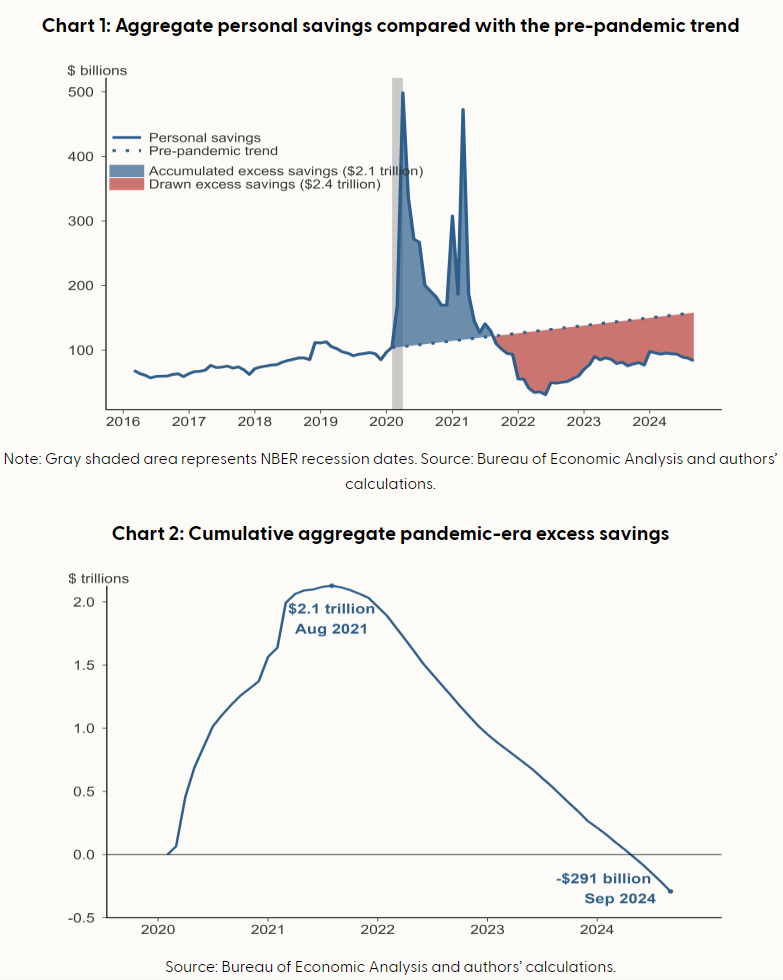 Chart 1: Aggregate personal savings compared with the pre-pandemic trend
$ billions
500
400
300
200
100
Personal savings
Pre-pandemic trend
Accumulated excess savings ($2.1 trillion)
Drawn excess savings ($2.4 trillion)
2016 2017 2018 2019 2020 2021 2022 2023 2024
Note: Gray shaded area represents NBER recession dates. Source: Bureau of Economic Analysis and authors’
calculations.
Chart 2: Cumulative aggregate pandemic-era excess savings
$ trillions
2.0
1.5
1.0
0.5
0.0
-0.5
$2.1 trillion
Aug 2021
-$291 billion
Sep 2024
2020 2021 2022 2023 2024
Source: Bureau of Economic Analysis and authors’ calculations.